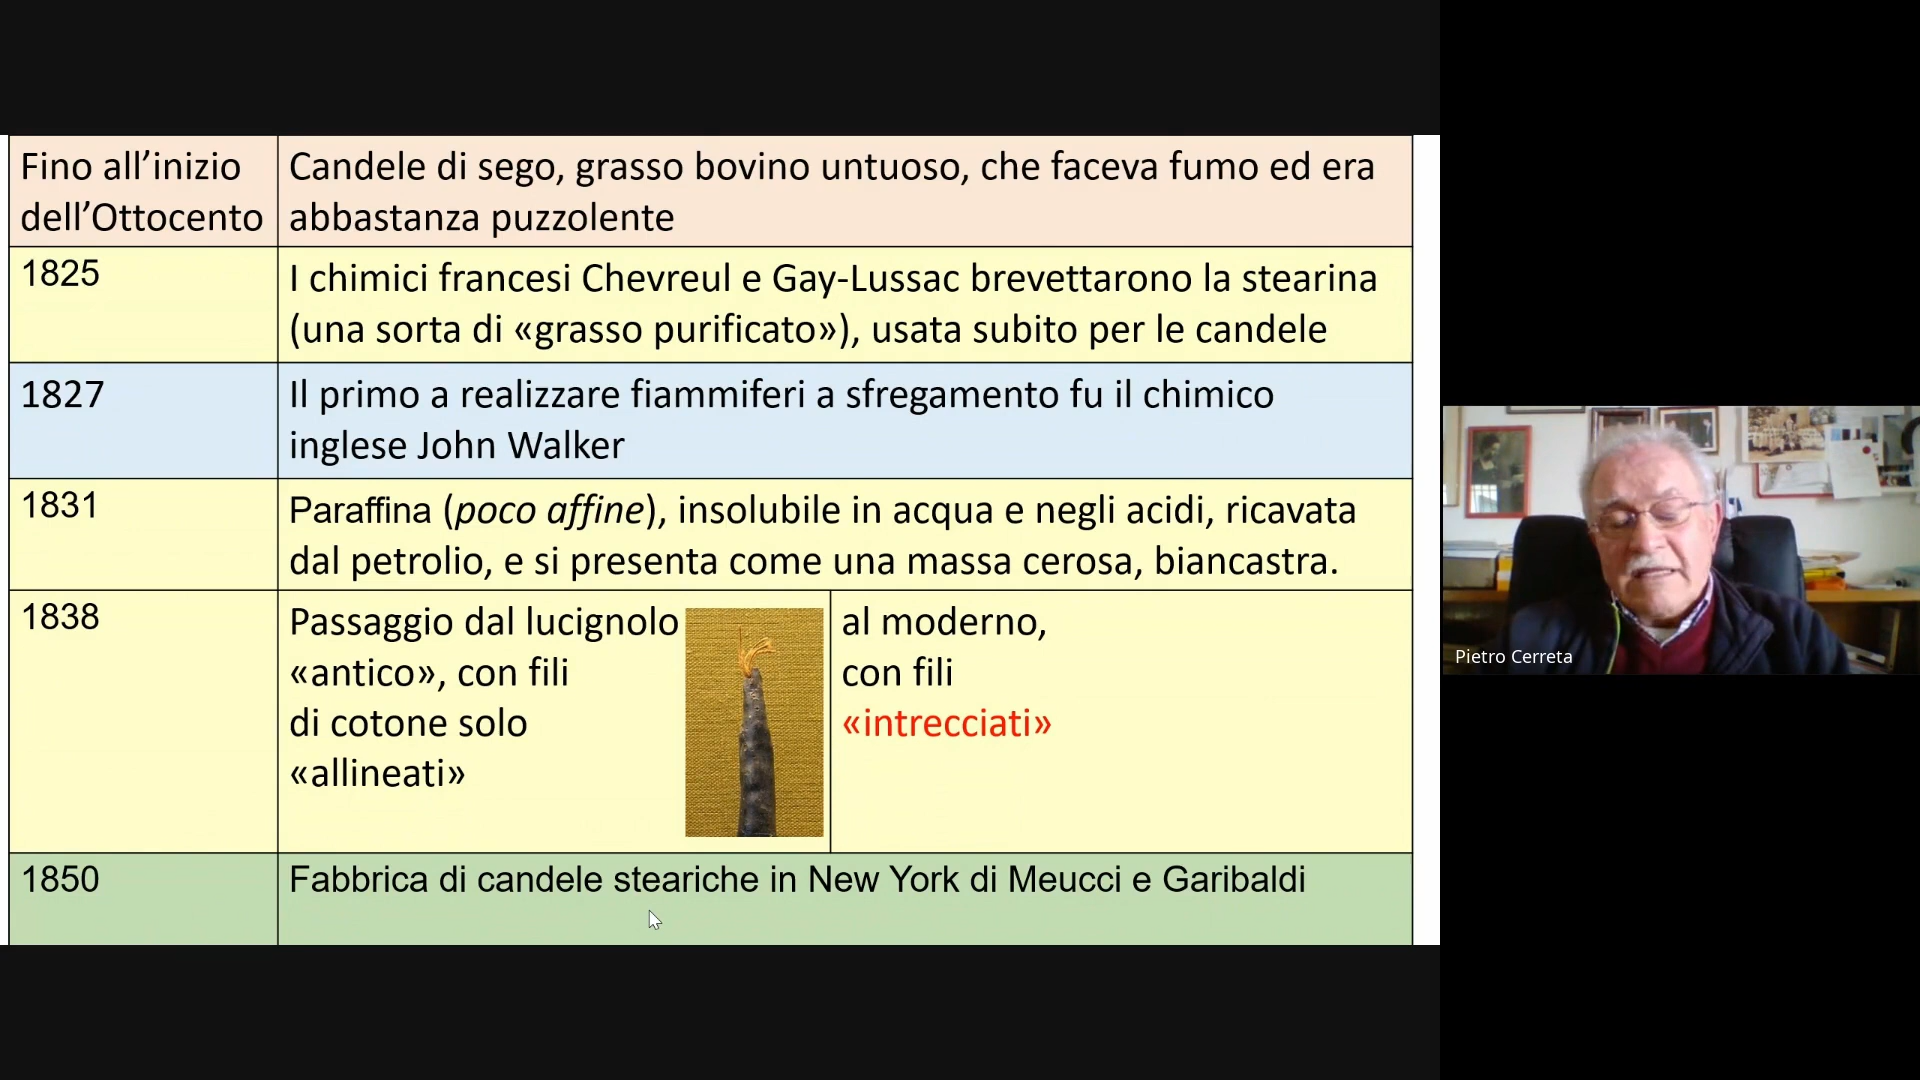 Fino all’inizio
dell’Ottocento
Candele di sego, grasso bovino untuoso, che faceva fumo ed era
abbastanza puzzolente
1825
I chimici francesi Chevreul e Gay-Lussac brevettarono la stearina
(una sorta di «grasso purificato»), usata subito per le candele
1827
Il primo a realizzare fiammiferi a sfregamento fu il chimico
inglese John Walker
1831
Paraffina (poco affine), insolubile in acqua e negli acidi, ricavata
dal petrolio, e si presenta come una massa cerosa, biancastra.
1838
Passaggio dal lucignolo
«antico», con fili
di cotone solo
«allineati»
al moderno,
con fili
«intrecciati»
1850
Fabbrica di candele steariche in New York di Meucci e Garibaldi
Pietro Cerreta